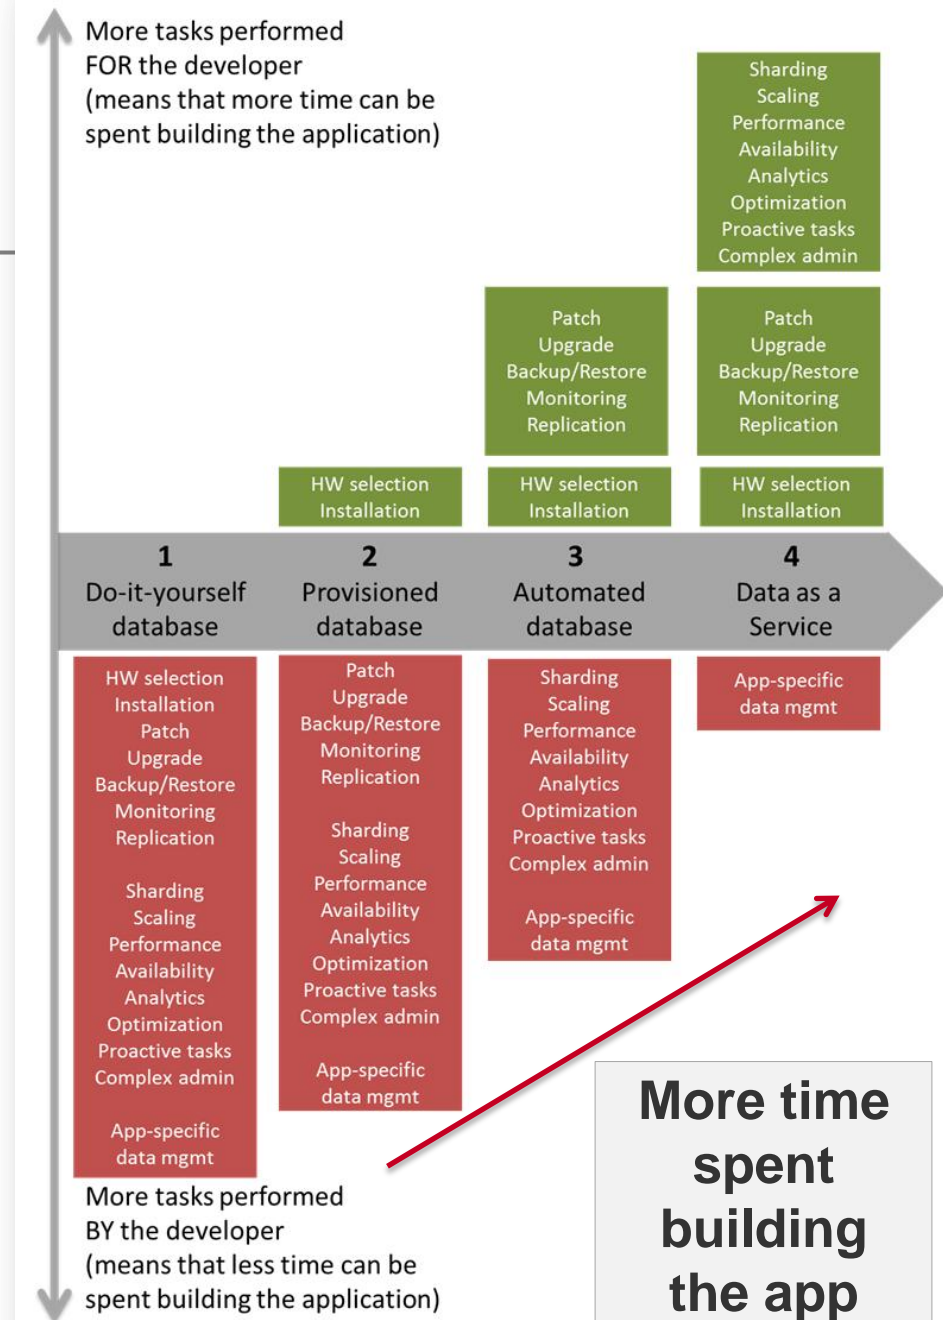 More tasks performed
FOR the developer
(means that more time can be
spent building the application)
Sharding
Scaling
Performance
Availability
Analytics
Optimization
Proactive tasks
Complex admin
Patch
Upgrade
Backup/Restore
Monitoring
Replication
Patch
Upgrade
Backup/Restore
Monitoring
Replication
HW selection
Installation
HW selection
Installation
HW selection
Installation
1
Do-it-yourself
database
2
Provisioned
database
3
Automated
database
4
Data as a
Service
HW selection
Installation
Patch
Upgrade
Backup/Restore
Monitoring
Replication
Sharding
Scaling
Performance
Availability
Analytics
Optimization
Proactive tasks
Complex admin
App-specific
data mgmt
Patch
Upgrade
Backup/Restore
Monitoring
Replication
Sharding
Scaling
Performance
Availability
Analytics
Optimization
Proactive tasks
Complex admin
App-specific
data mgmt
Sharding
Scaling
Performance
Availability
Analytics
Optimization
Proactive tasks
Complex admin
App-specific
data mgmt
App-specific
data mgmt
More tasks performed
BY the developer
(means that less time can be
spent building the application)
More time
spent
building
the app